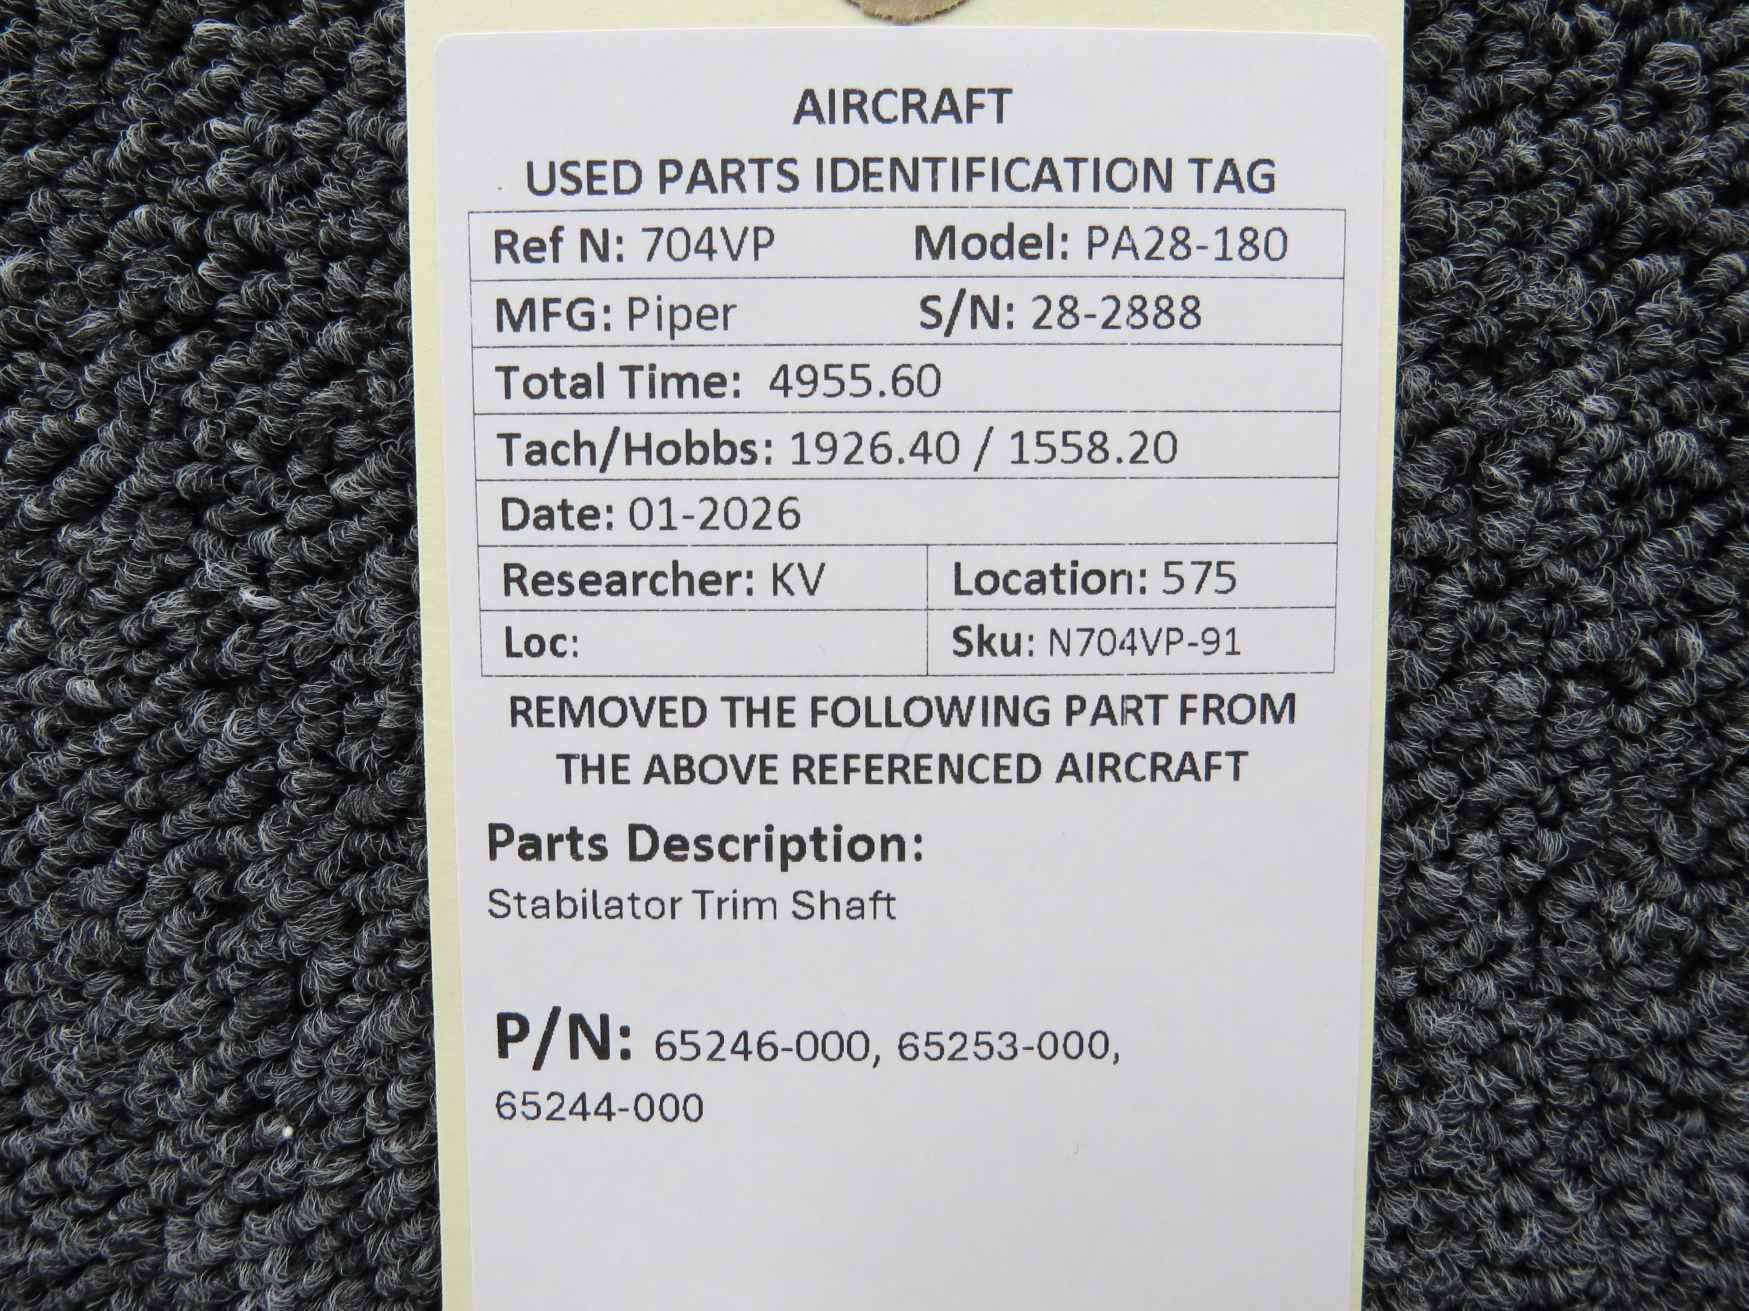 AIRCRAFT
USED PARTS IDENTIFICATION TAG
Ref N: 704VP Model: PA28-180
MFG: Piper S/N: 28-2888
Total Time: 4955.60
Tach/Hobbs: 1926.40 / 1558.20
Date: 01-2026
Researcher: KV Location: 575
Loc: Sku: N704VP-91
REMOVED THE FOLLOWING PART FROM
THE ABOVE REFERENCED AIRCRAFT
Parts Description:
Stabilator Trim Shaft
P/N: 65246-000, 65253-000,
65244-000